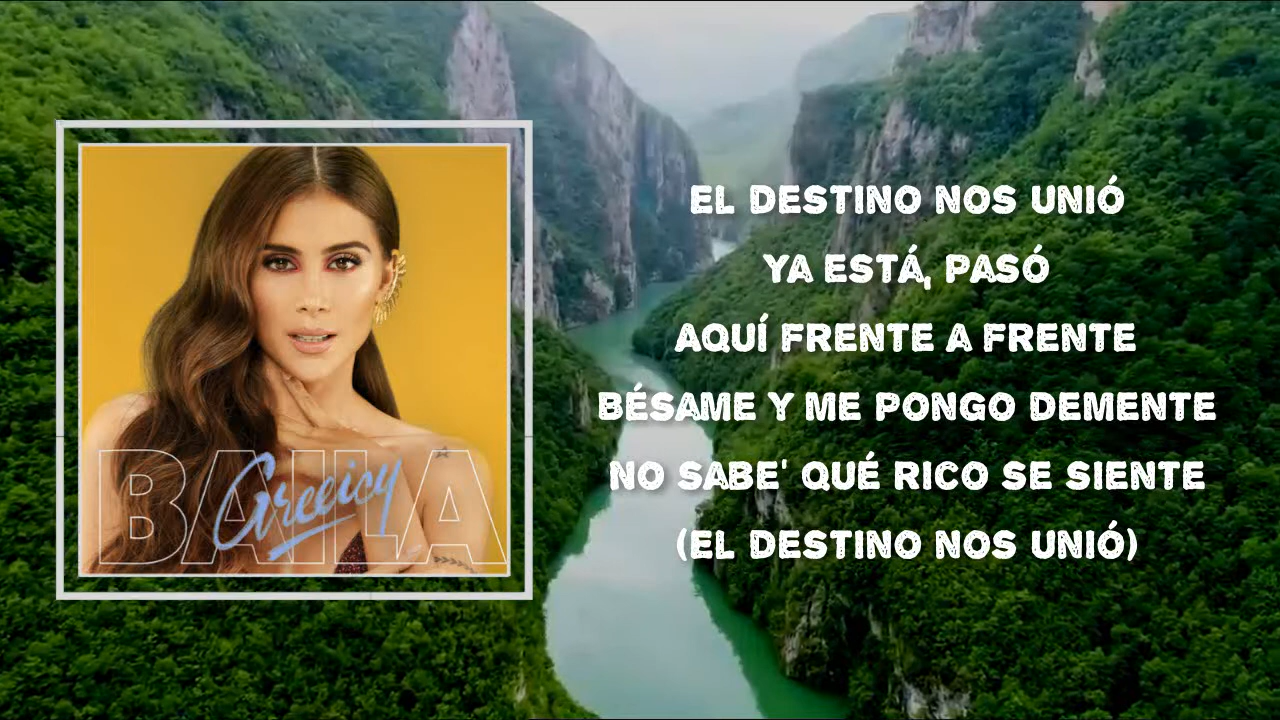 BAILA
Greeicy
EL DESTINO NOS UNIÓ
YA ESTÁ, PASÓ
AQUÍ FRENTE A FRENTE
BÉSAME Y ME PONGO DEMENTE
NO SABE' QUÉ RICO SE SIENTE
(EL DESTINO NOS UNIÓ)